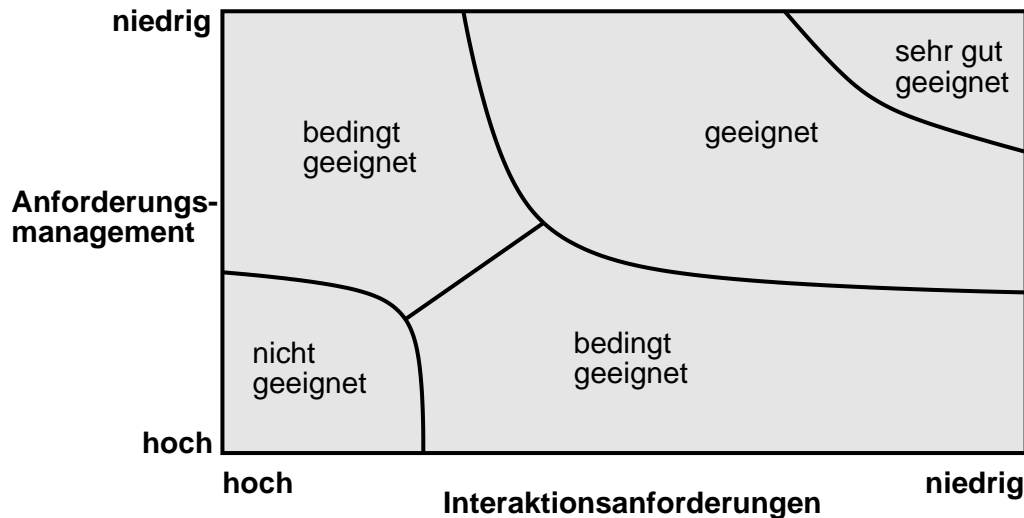 niedrig
sehr gut
geeignet
bedingt
geeignet
geeignet
Anforderungs-
management
nicht
geeignet
bedingt
geeignet
hoch
hoch
niedrig
Interaktionsanforderungen